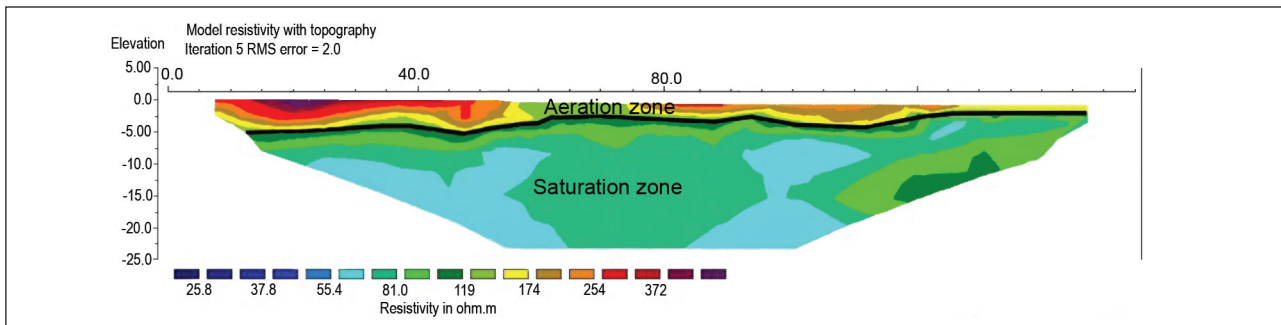 Model resistivity with topography
Elevation
Iteration 5 RMS error = 2.0
5.00
0.0
40.0
80.0
0.0
Aeration zone
-5.00
-10.0
-15.0
Saturation zone
-20.0
-25.0
25.8 37.8 55.4 81.0 119 174 254 372
Resistivity in ohm.m